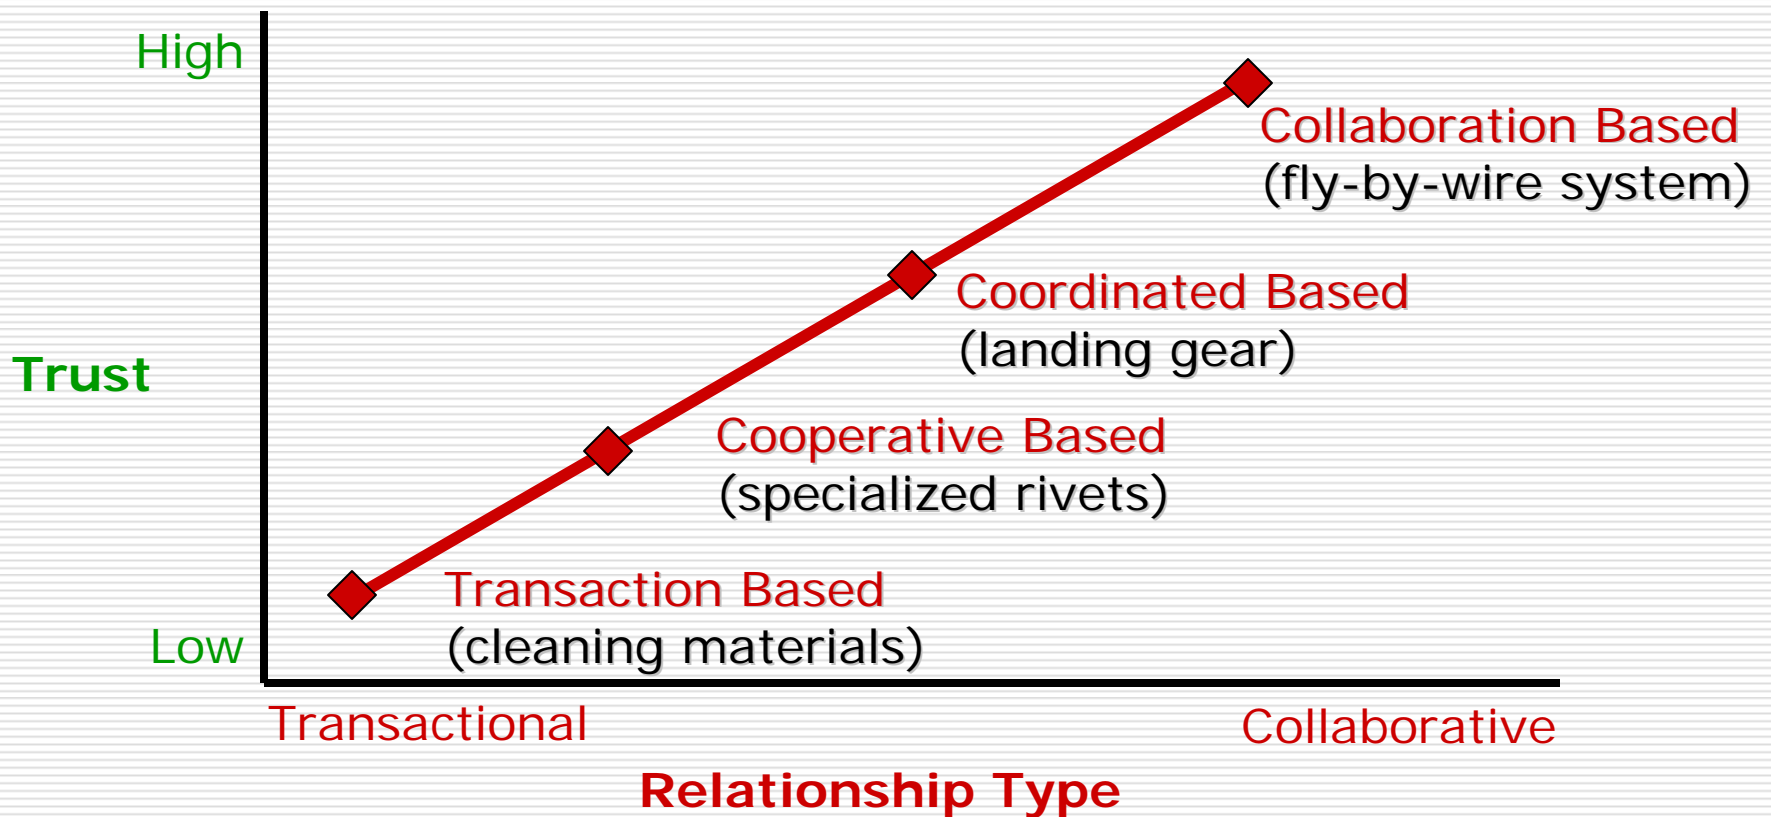 High
Collaboration Based
(fly-by-wire system)
Coordinated Based
(landing gear)
Trust
Cooperative Based
(specialized rivets)
Transaction Based
(cleaning materials)
Low
Transactional
Collaborative
Relationship Type